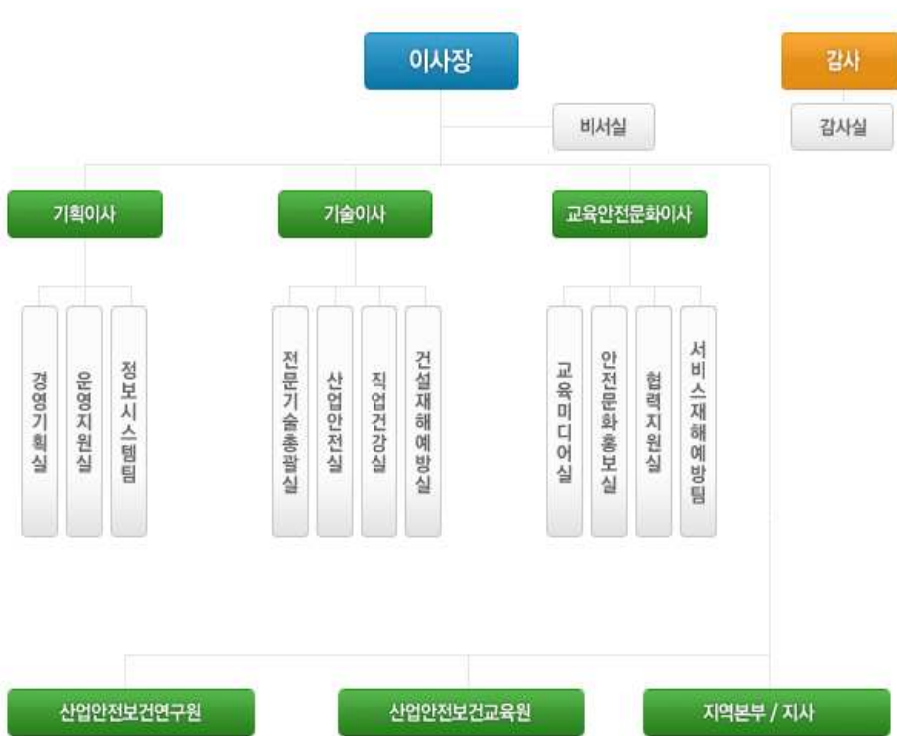 이사장
감사
비서실
감사실
기획이사
기술이사
교육안전문화이사
경영기획실
운영지원실
정보시스템팀
전문기술총괄실
산업안전실
직업건강실
건설재해예방실
교육미디어실
안전문화홍보실
협력지원실
서비스재해예방팀
산업안전보건연구원
산업안전보건교육원
지역본부 / 지사